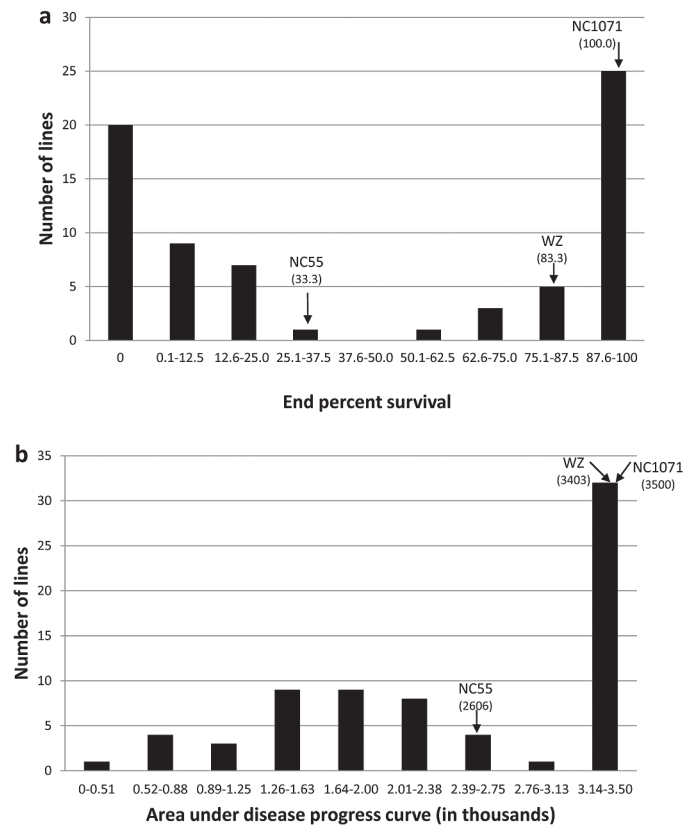 a
30
25
20
15
10
5
0
Number of lines
NC1071
(100.0)
NC55
(33.3)
WZ
(83.3)
0 0.1-12.5 12.6-25.0 25.1-37.5 37.6-50.0 50.1-62.5 62.6-75.0 75.1-87.5 87.6-100
End percent survival
b
35
30
25
20
15
10
5
0
Number of lines
WZ
(3403)
NC1071
(3500)
NC55
(2606)
0-0.51 0.52-0.88 0.89-1.25 1.26-1.63 1.64-2.00 2.01-2.38 2.39-2.75 2.76-3.13 3.14-3.50
Area under disease progress curve (in thousands)